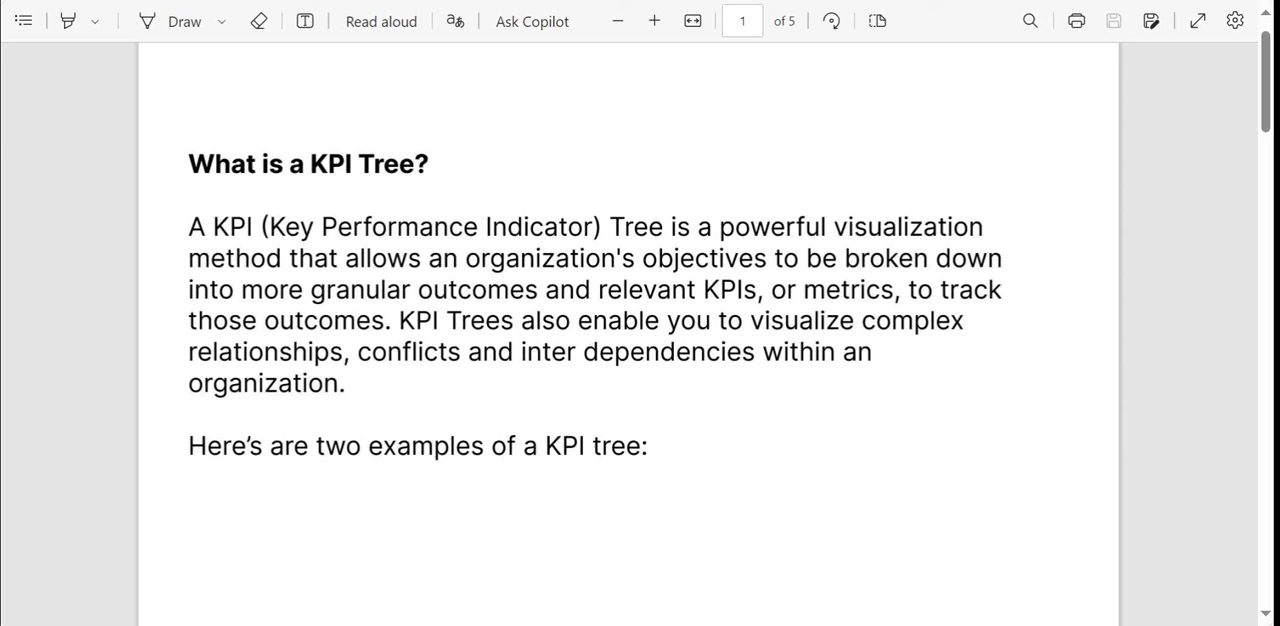 Draw
Read aloud
aあ
Ask Copilot
1
of 5
What is a KPI Tree?
A KPI (Key Performance Indicator) Tree is a powerful visualization
method that allows an organization's objectives to be broken down
into more granular outcomes and relevant KPIs, or metrics, to track
those outcomes. KPI Trees also enable you to visualize complex
relationships, conflicts and inter dependencies within an
organization.
Here’s are two examples of a KPI tree: